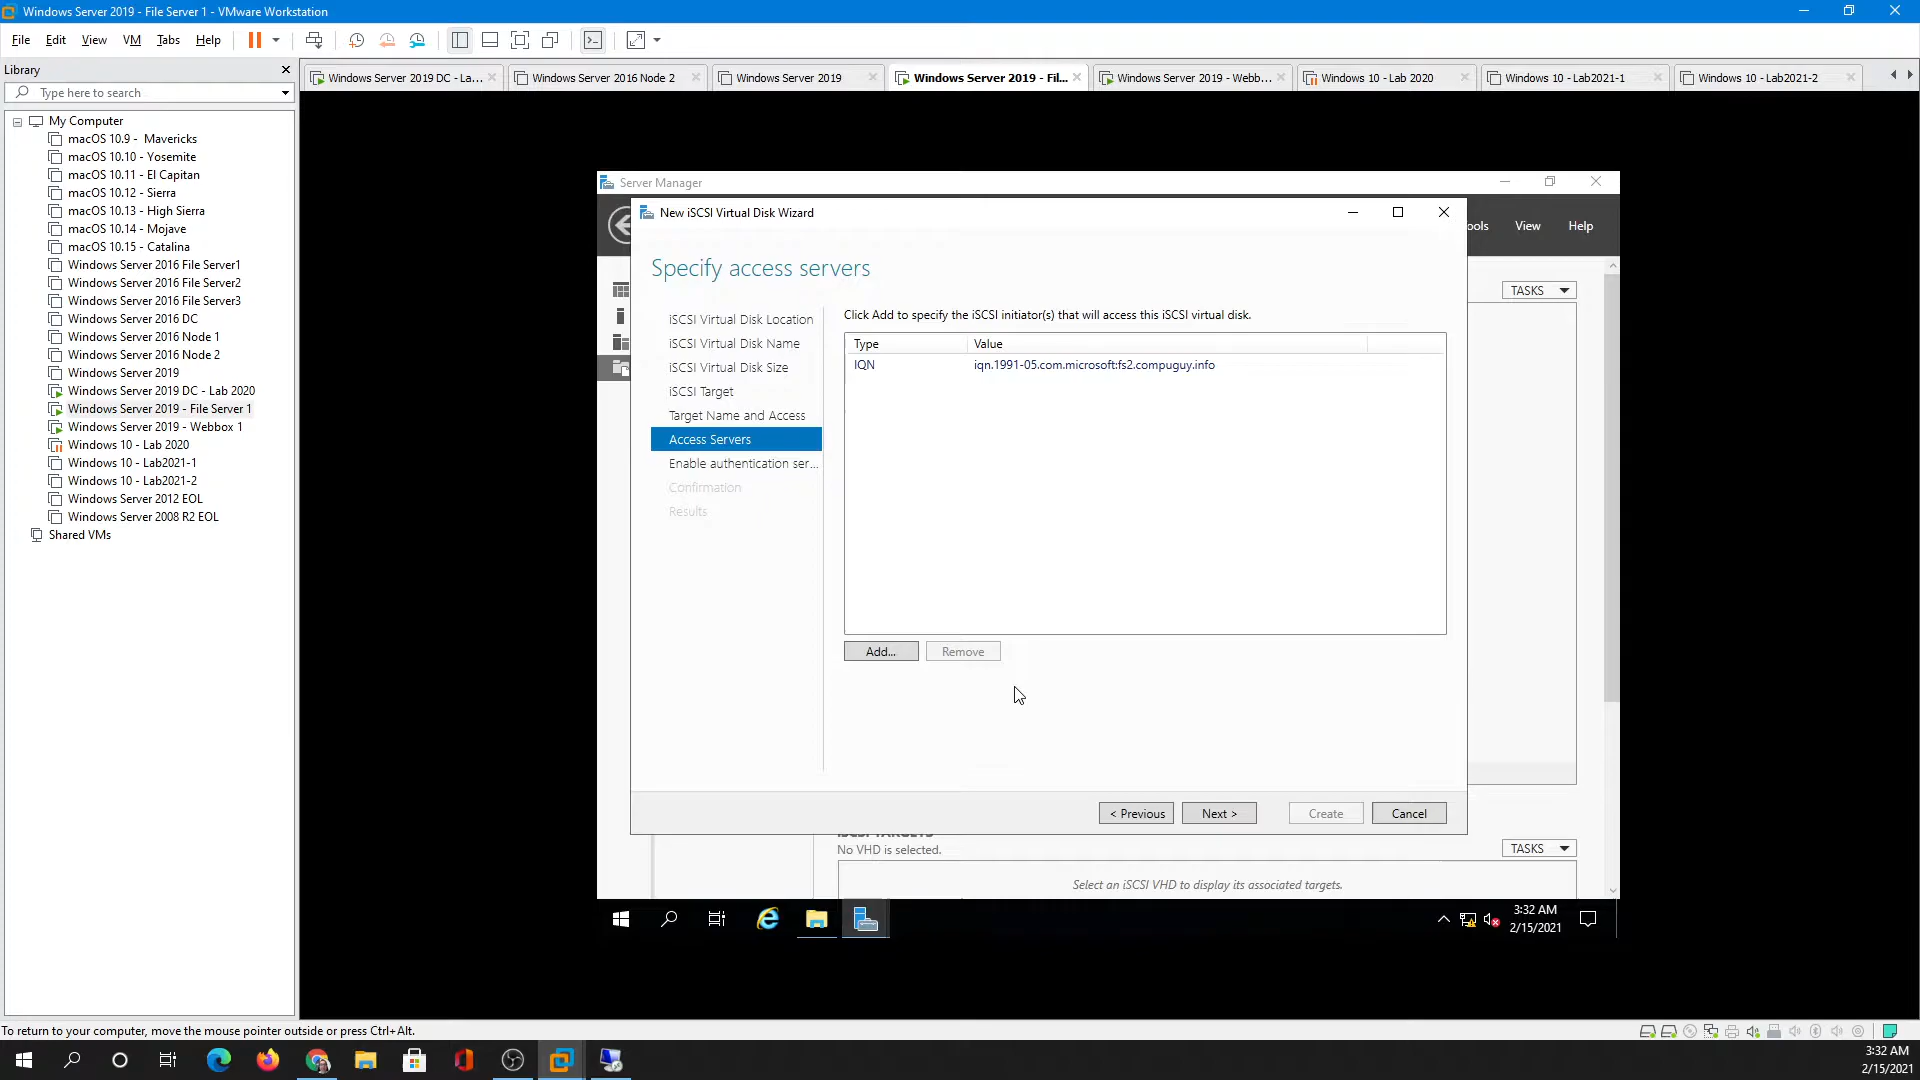 Windows Server 2019 - File Server 1 - VMware Workstation
File Edit View VM Tabs Help
Library
Type here to search
My Computer
macOS 10.9 - Mavericks
macOS 10.10 - Yosemite
macOS 10.11 - El Capitan
macOS 10.12 - Sierra
macOS 10.13 - High Sierra
macOS 10.14 - Mojave
macOS 10.15 - Catalina
Windows Server 2016 File Server1
Windows Server 2016 File Server2
Windows Server 2016 File Server3
Windows Server 2016 DC
Windows Server 2016 Node 1
Windows Server 2016 Node 2
Windows Server 2019
Windows Server 2019 DC - Lab 2020
Windows Server 2019 - File Server 1
Windows Server 2019 - Webbox 1
Windows 10 - Lab 2020
Windows 10 - Lab2021-1
Windows 10 - Lab2021-2
Windows Server 2012 EOL
Windows Server 2008 R2 EOL
Shared VMs
Windows Server 2019 DC - La...
Windows Server 2016 Node 2
Windows Server 2019
Windows Server 2019 - Fil...
Windows Server 2019 - Webb...
Windows 10 - Lab 2020
Windows 10 - Lab2021-1
Windows 10 - Lab2021-2
Server Manager
ools View Help
TASKS
New iSCSI Virtual Disk Wizard
Specify access servers
iSCSI Virtual Disk Location
iSCSI Virtual Disk Name
iSCSI Virtual Disk Size
iSCSI Target
Target Name and Access
Access Servers
Enable authentication ser...
Confirmation
Results
Click Add to specify the iSCSI initiator(s) that will access this iSCSI virtual disk.
Type Value
IQN iqn.1991-05.com.microsoft:fs2.compuguy.info
Add... Remove
< Previous Next > Create Cancel
iSCSI TARGETS
No VHD is selected.
TASKS
Select an iSCSI VHD to display its associated targets.
3:32 AM
2/15/2021
To return to your computer, move the mouse pointer outside or press Ctrl+Alt.
3:32 AM
2/15/2021